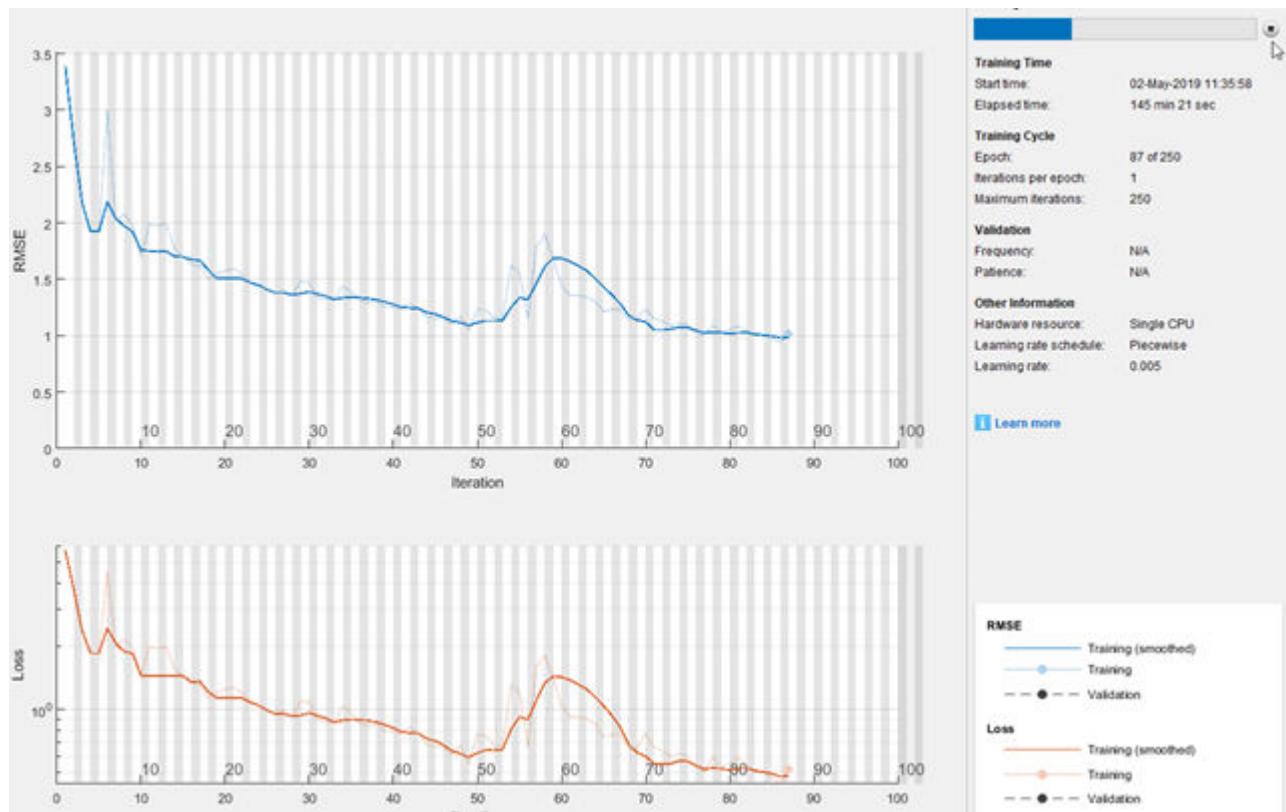 3.5
3
2.5
2
1.5
1
0.5
0
RMSE
10 20 30 40 50 60 70 80 90 100
0 10 20 30 40 50 60 70 80 90 100
Iteration
Loss
10^0
10 20 30 40 50 60 70 80 90 100
0 10 20 30 40 50 60 70 80 90 100
Training Time
Start time: 02-May-2019 11:35:58
Elapsed time: 145 min 21 sec
Training Cycle
Epoch: 87 of 250
Iterations per epoch: 1
Maximum iterations: 250
Validation
Frequency: N/A
Patience: N/A
Other Information
Hardware resource: Single CPU
Learning rate schedule: Piecewise
Learning rate: 0.005
i Learn more
RMSE
Training (smoothed)
Training
Validation
Loss
Training (smoothed)
Training
Validation